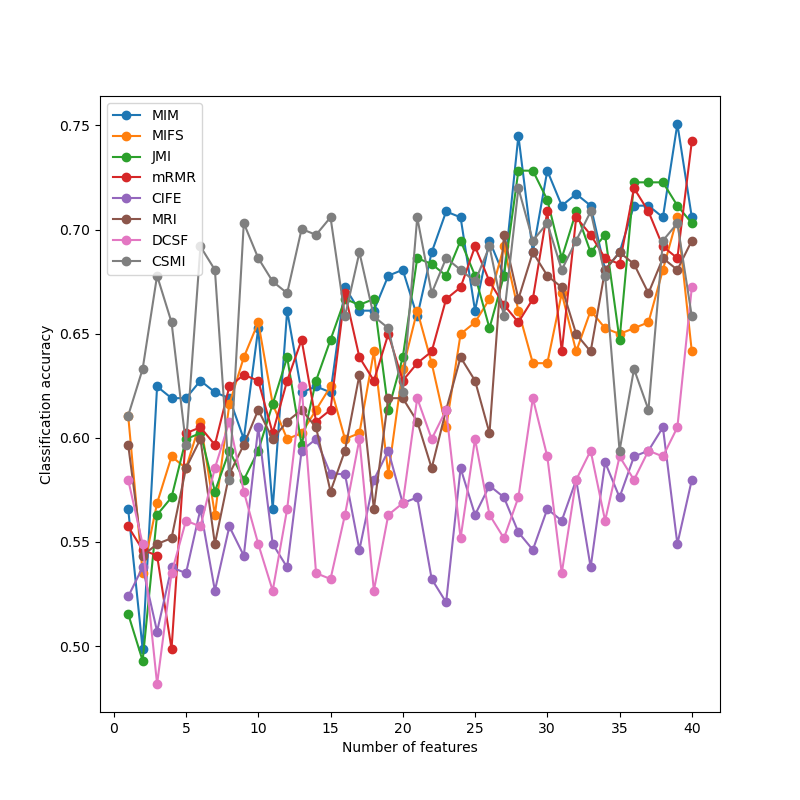 MIM
MIFS
JMI
mRMR
CIFE
MRI
DCSF
CSMI
0.75
0.70
0.65
0.60
0.55
0.50
Classification accuracy
0 5 10 15 20 25 30 35 40
Number of features